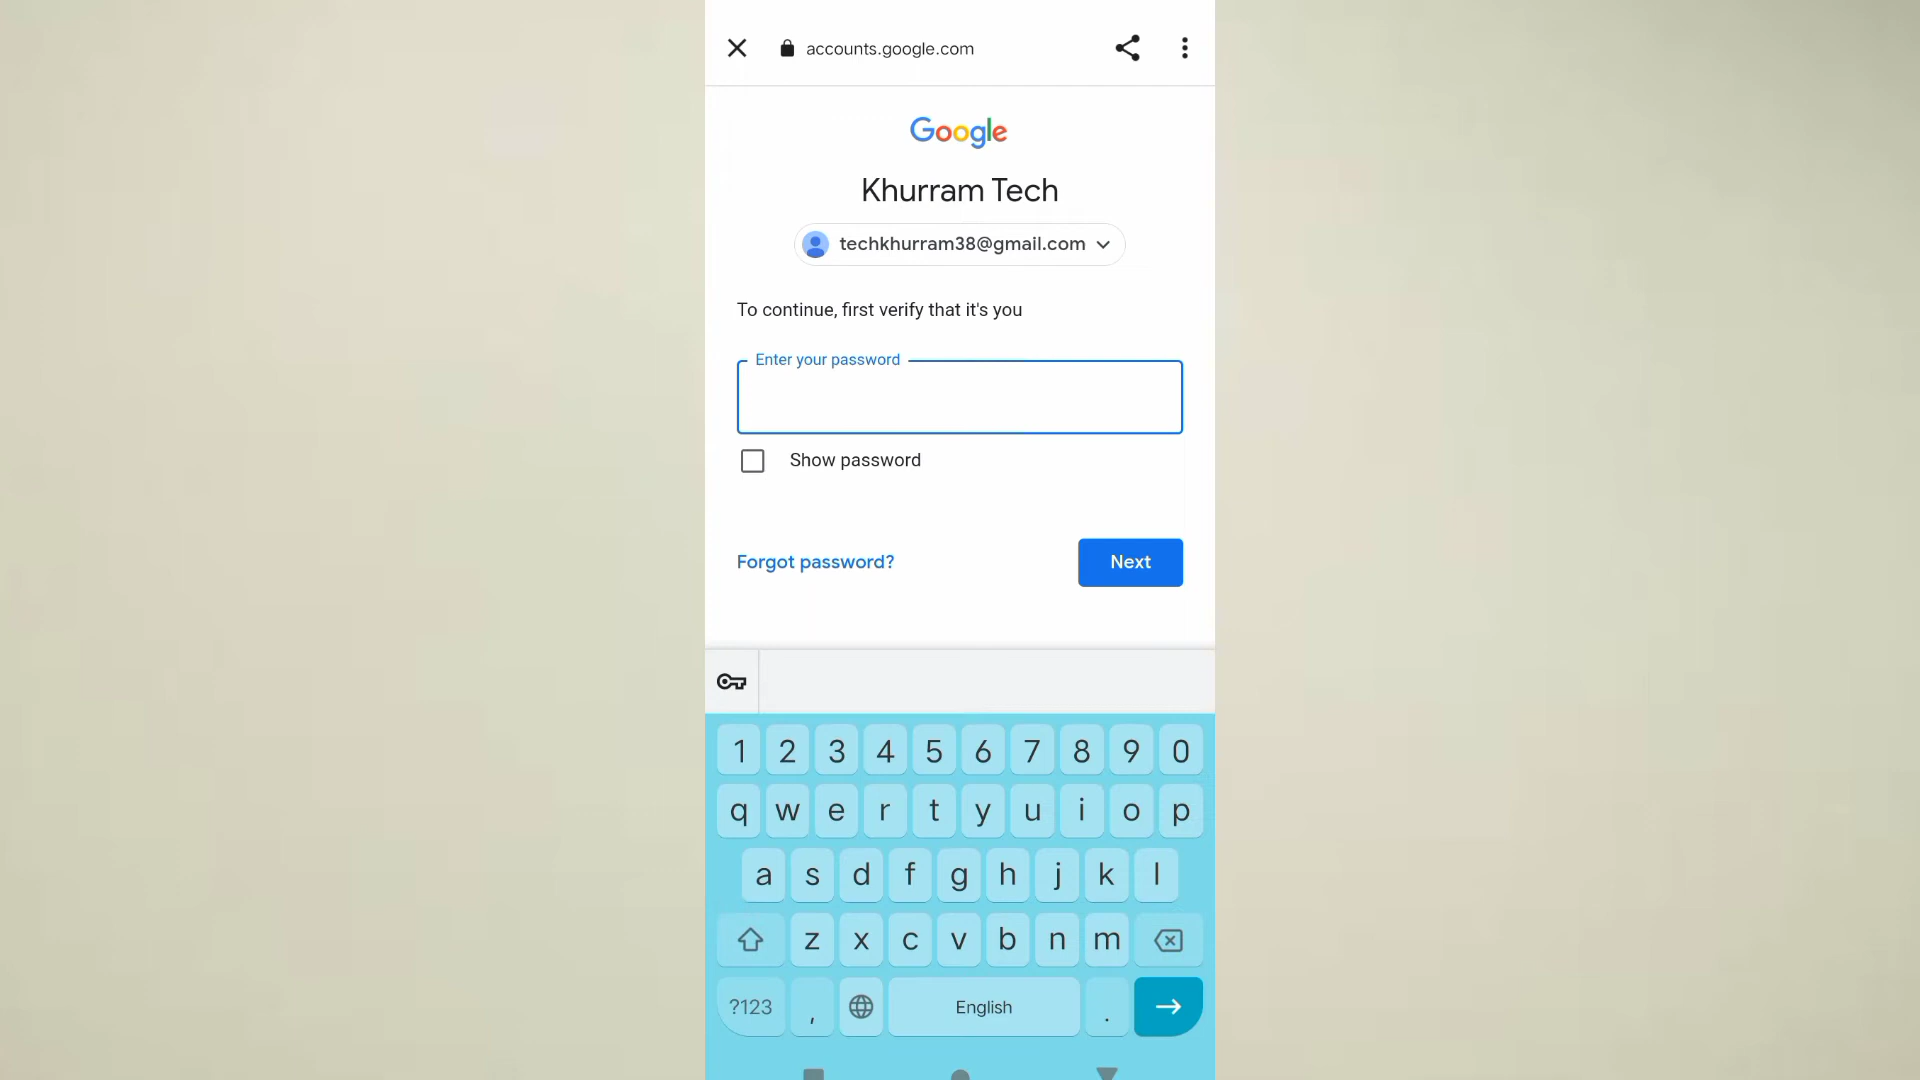 accounts.google.com
Google
Khurram Tech
techkhurram38@gmail.com
To continue, first verify that it's you
Enter your password
Show password
Forgot password?
Next
1 2 3 4 5 6 7 8 9 0
q w e r t y u i o p
a s d f g h j k l
z x c v b n m
?123 , English .